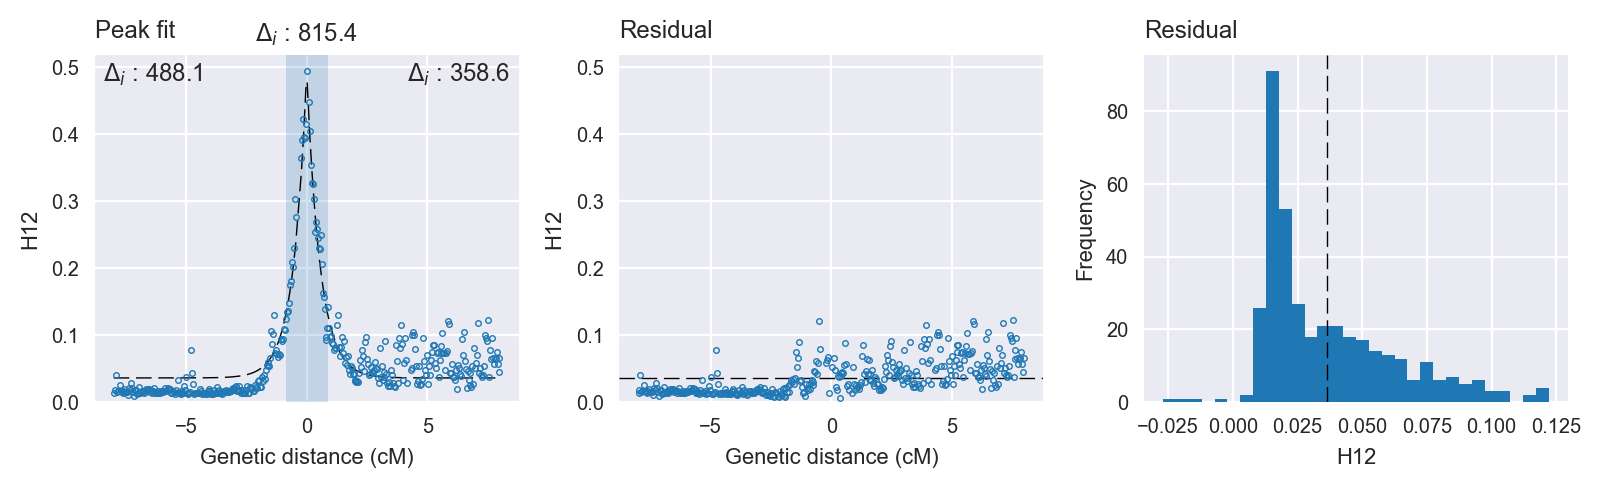 Peak fit
Δi : 815.4
Δi : 488.1
Δi : 358.6
0.5
0.4
0.3
0.2
0.1
0.0
H12
−5
0
5
Genetic distance (cM)
Residual
0.5
0.4
0.3
0.2
0.1
0.0
H12
−5
0
5
Genetic distance (cM)
Residual
80
60
40
20
0
Frequency
−0.025
0.000
0.025
0.050
0.075
0.100
0.125
H12